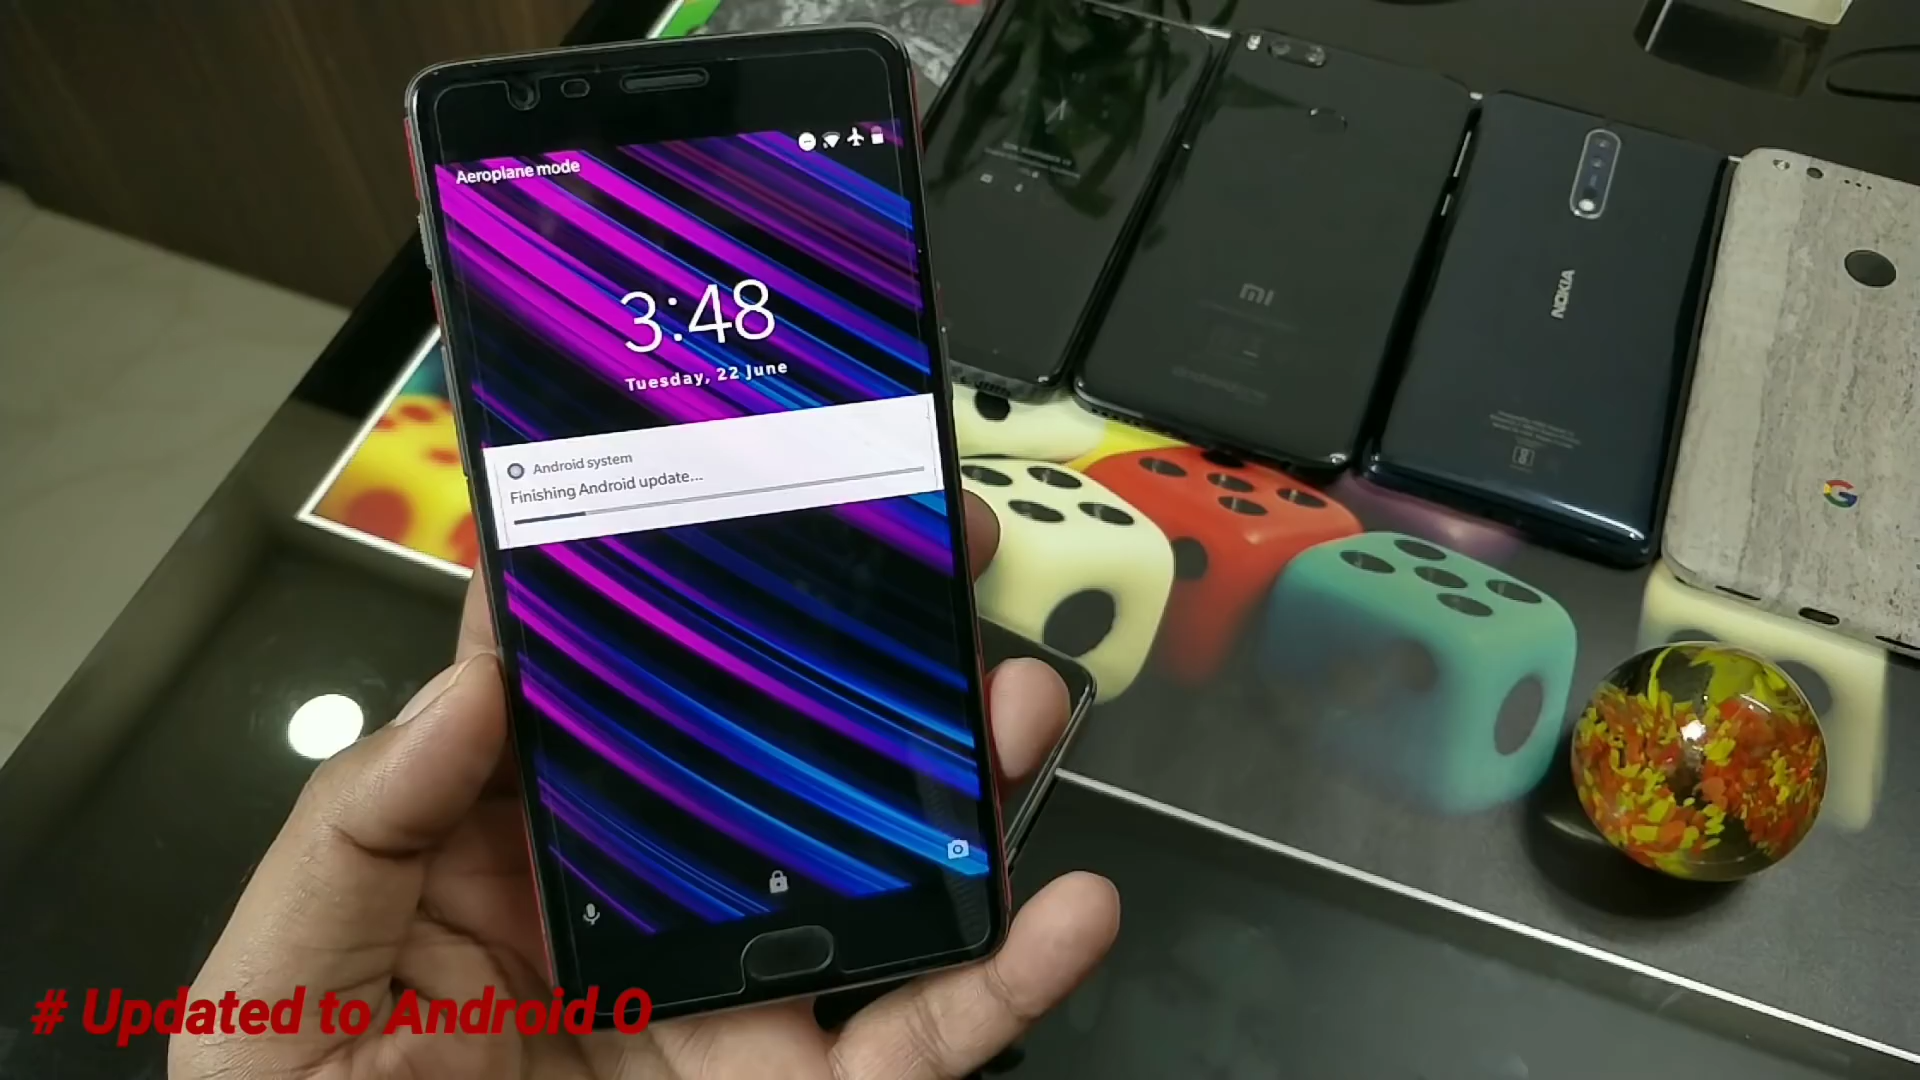 Aeroplane mode
3:48
Tuesday, 22 June
Android system
Finishing Android update...
mi
NOKIA
G
# Updated to Android O